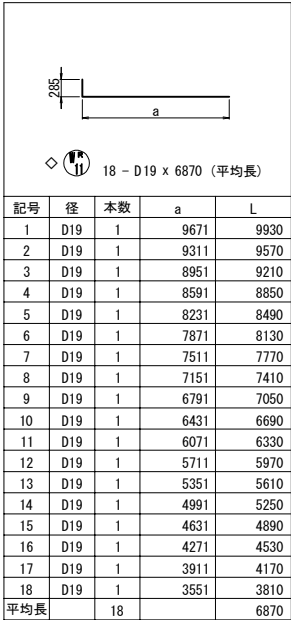 285
a
◇ WR 11 18 - D19 x 6870 (平均長)
記号 径 本数 a L
1 D19 1 9671 9930
2 D19 1 9311 9570
3 D19 1 8951 9210
4 D19 1 8591 8850
5 D19 1 8231 8490
6 D19 1 7871 8130
7 D19 1 7511 7770
8 D19 1 7151 7410
9 D19 1 6791 7050
10 D19 1 6431 6690
11 D19 1 6071 6330
12 D19 1 5711 5970
13 D19 1 5351 5610
14 D19 1 4991 5250
15 D19 1 4631 4890
16 D19 1 4271 4530
17 D19 1 3911 4170
18 D19 1 3551 3810
平均長 18 6870